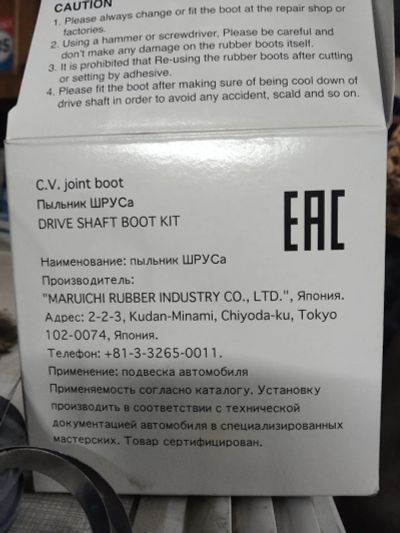 CAUTION
1. Please always change or fit the boot at the repair shop or
factories.
2. Using a hammer or screwdriver, Please be careful and
don't make any damage on the rubber boots itself.
3. It is prohibited that Re-using the rubber boots after cutting
or setting by adhesive.
4. Please fit the boot after making sure of being cool down of
drive shaft in order to avoid any accident, scald and so on.
C.V. joint boot
Пыльник ШРУСа
DRIVE SHAFT BOOT KIT
EAC
Наименование: пыльник ШРУСа
Производитель:
"MARUICHI RUBBER INDUSTRY CO., LTD.", Япония.
Адрес: 2-2-3, Kudan-Minami, Chiyoda-ku, Tokyo
102-0074, Япония.
Телефон: +81-3-3265-0011.
Применение: подвеска автомобиля
Применяемость согласно каталогу. Установку
производить в соответствии с технической
документацией автомобиля в специализированных
мастерских. Товар сертифицирован.